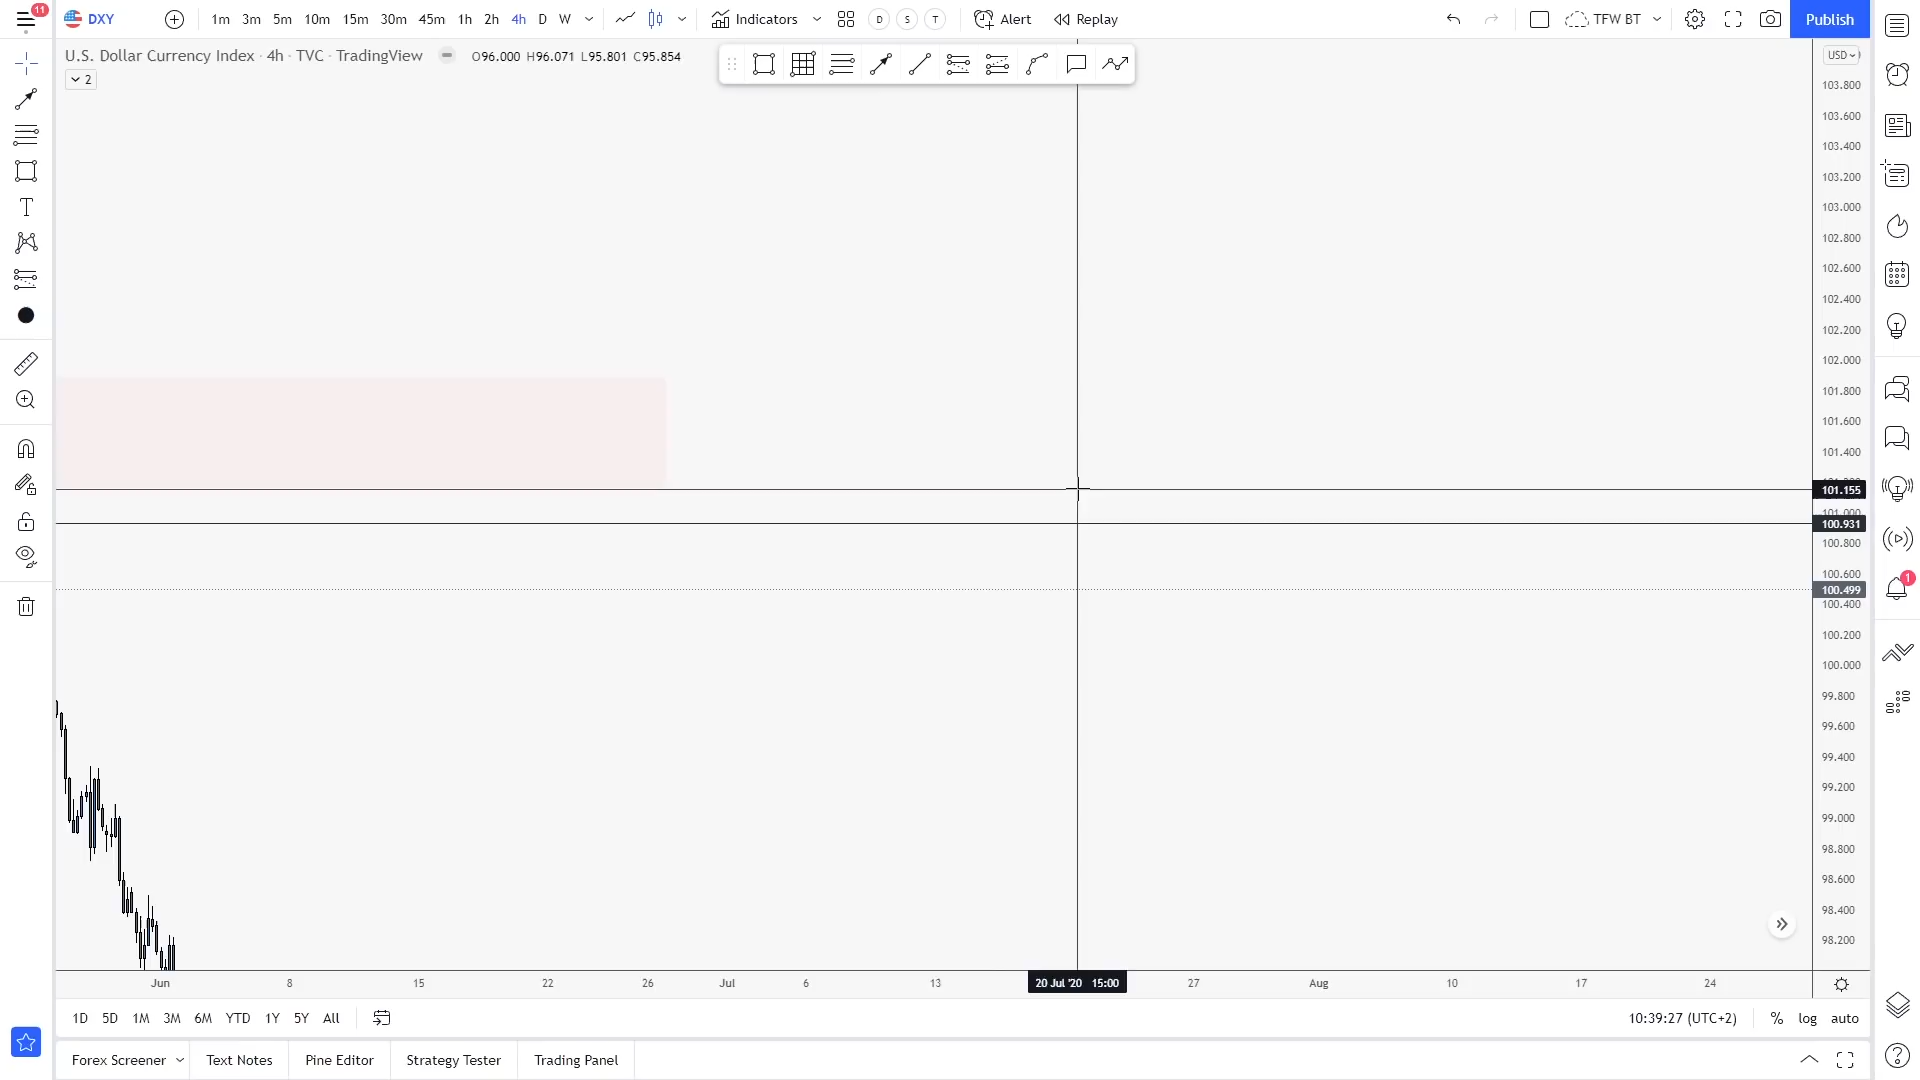 11
DXY
1m 3m 5m 10m 15m 30m 45m 1h 2h 4h D W
Indicators
D S T
Alert
Replay
TFW BT
Publish
U.S. Dollar Currency Index · 4h · TVC · TradingView
O96.000 H96.071 L95.801 C95.854
2
T
USD
103.800
103.600
103.400
103.200
103.000
102.800
102.600
102.400
102.200
102.000
101.800
101.600
101.400
101.155
101.000
100.931
100.800
100.600
100.499
100.400
100.200
100.000
99.800
99.600
99.400
99.200
99.000
98.800
98.600
98.400
98.200
1
Jun 8 15 22 26 Jul 6 13 20 Jul '20 15:00 27 Aug 10 17 24
1D 5D 1M 3M 6M YTD 1Y 5Y All
10:39:27 (UTC+2) % log auto
Forex Screener Text Notes Pine Editor Strategy Tester Trading Panel